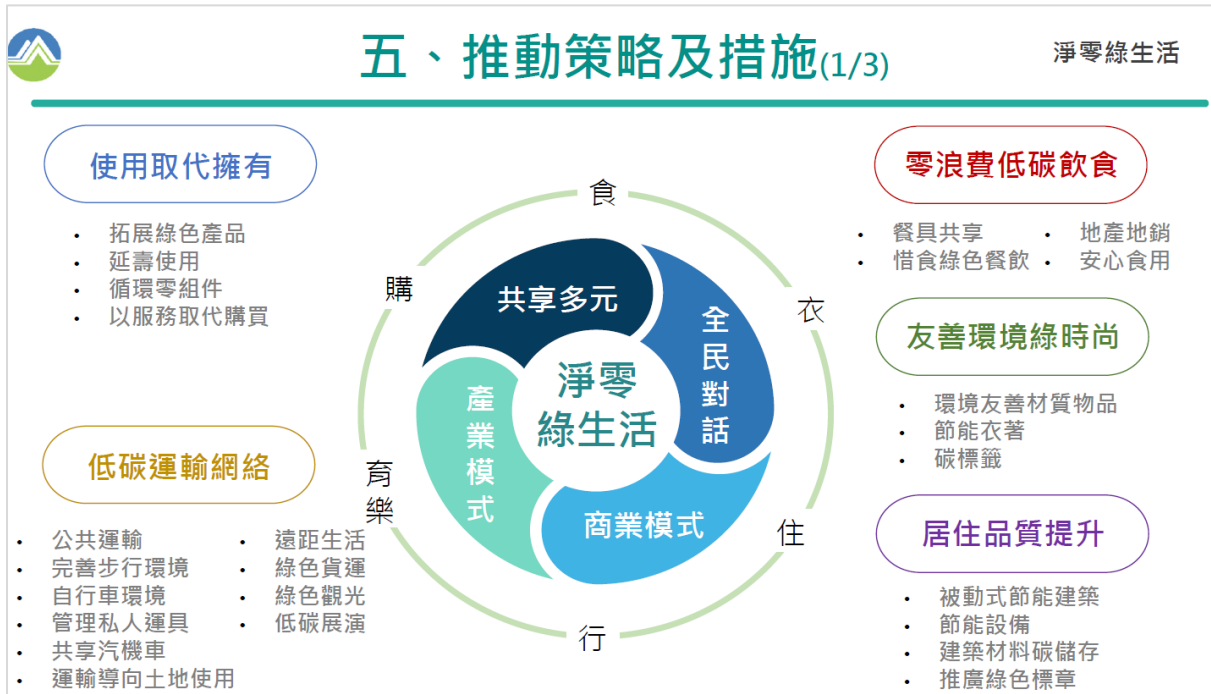 五、推動策略及措施(1/3)
淨零綠生活
使用取代擁有
• 拓展綠色產品
• 延壽使用
• 循環零組件
• 以服務取代購買
低碳運輸網絡
• 公共運輸
• 完善步行環境
• 自行車環境
• 管理私人運具
• 共享汽機車
• 運輸導向土地使用
• 遠距生活
• 綠色貨運
• 綠色觀光
• 低碳展演
食
衣
住
行
育樂
購
共享多元
全民對話
商業模式
產業模式
淨零
綠生活
零浪費低碳飲食
• 餐具共享
• 惜食綠色餐飲
• 地產地銷
• 安心食用
友善環境綠時尚
• 環境友善材質物品
• 節能衣著
• 碳標籤
居住品質提升
• 被動式節能建築
• 節能設備
• 建築材料碳儲存
• 推廣綠色標章